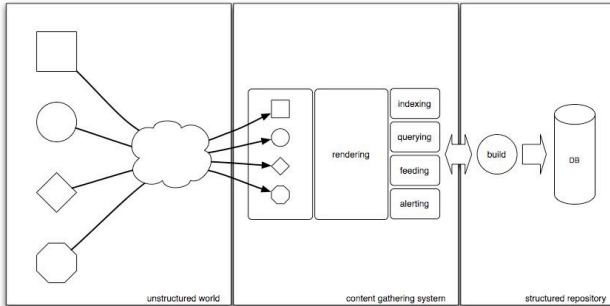 indexing
querying
rendering
feeding
alerting
build
DB
unstructured world
content gathering system
structured repository